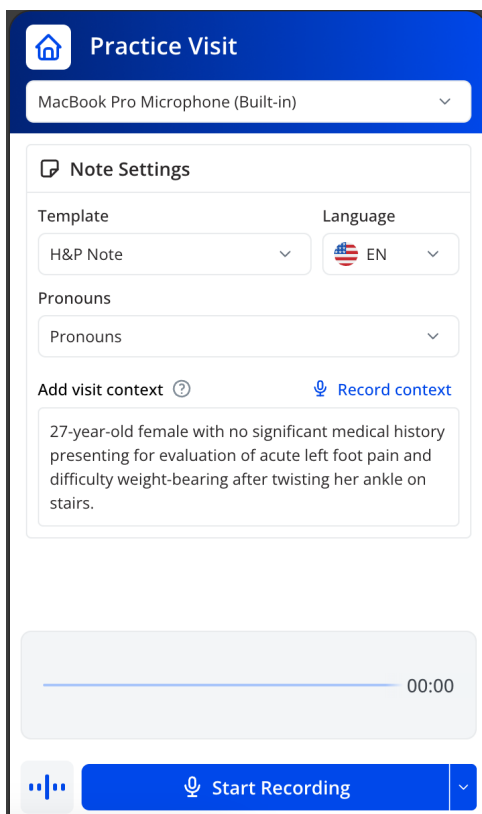 Practice Visit
MacBook Pro Microphone (Built-in)
Note Settings
Template
Language
H&P Note
EN
Pronouns
Pronouns
Add visit context ?
Record context
27-year-old female with no significant medical history
presenting for evaluation of acute left foot pain and
difficulty weight-bearing after twisting her ankle on
stairs.
00:00
Start Recording